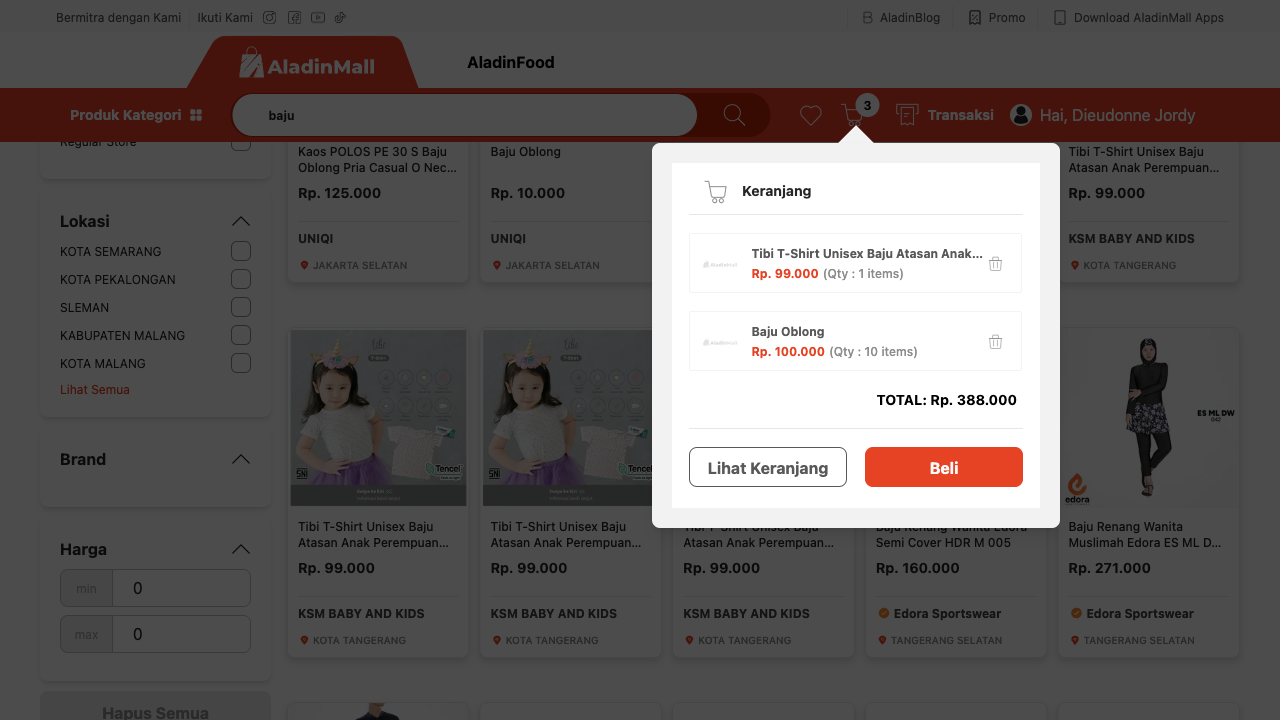 Bermitra dengan Kami
Ikuti Kami
AladinBlog
Promo
Download AladinMall Apps
AladinMall
AladinFood
Produk Kategori
baju
3
Transaksi
Hai, Dieudonne Jordy
Regular Store
Lokasi
KOTA SEMARANG
KOTA PEKALONGAN
SLEMAN
KABUPATEN MALANG
KOTA MALANG
Lihat Semua
Brand
Harga
min
0
max
0
Hapus Semua
Kaos POLOS PE 30 S Baju
Oblong Pria Casual O Nec...
Rp. 125.000
UNIQI
JAKARTA SELATAN
Baju Oblong
Rp. 10.000
UNIQI
JAKARTA SELATAN
Tibi T-Shirt Unisex Baju
Atasan Anak Perempuan...
Rp. 99.000
KSM BABY AND KIDS
KOTA TANGERANG
Keranjang
Tibi T-Shirt Unisex Baju Atasan Anak...
Rp. 99.000 (Qty : 1 items)
Baju Oblong
Rp. 100.000 (Qty : 10 items)
TOTAL: Rp. 388.000
Lihat Keranjang
Beli
tibi
SNI
Tencel
Tibi T-Shirt Unisex Baju
Atasan Anak Perempuan...
Rp. 99.000
KSM BABY AND KIDS
KOTA TANGERANG
tibi
SNI
Tencel
Tibi T-Shirt Unisex Baju
Atasan Anak Perempuan...
Rp. 99.000
KSM BABY AND KIDS
KOTA TANGERANG
Tibi T-Shirt Unisex Baju
Atasan Anak Perempuan...
Rp. 99.000
KSM BABY AND KIDS
KOTA TANGERANG
Baju Renang Wanita Edora
Semi Cover HDR M 005
Rp. 160.000
Edora Sportswear
TANGERANG SELATAN
ES ML DW
042
edora
Baju Renang Wanita
Muslimah Edora ES ML D...
Rp. 271.000
Edora Sportswear
TANGERANG SELATAN